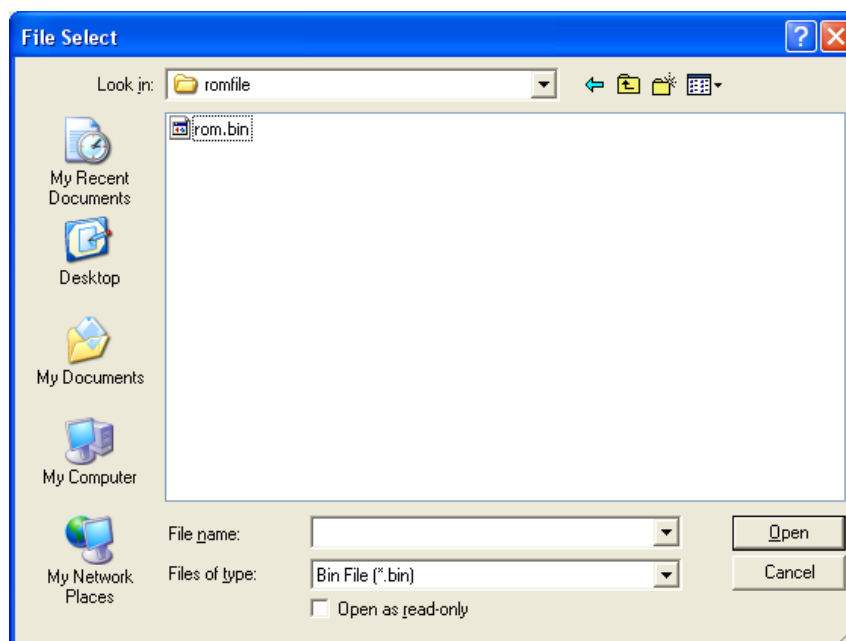 File Select
Look in:
romfile
rom.bin
My Recent
Documents
Desktop
My Documents
My Computer
My Network
Places
File name:
Open
Files of type:
Bin File (*.bin)
Cancel
Open as read-only